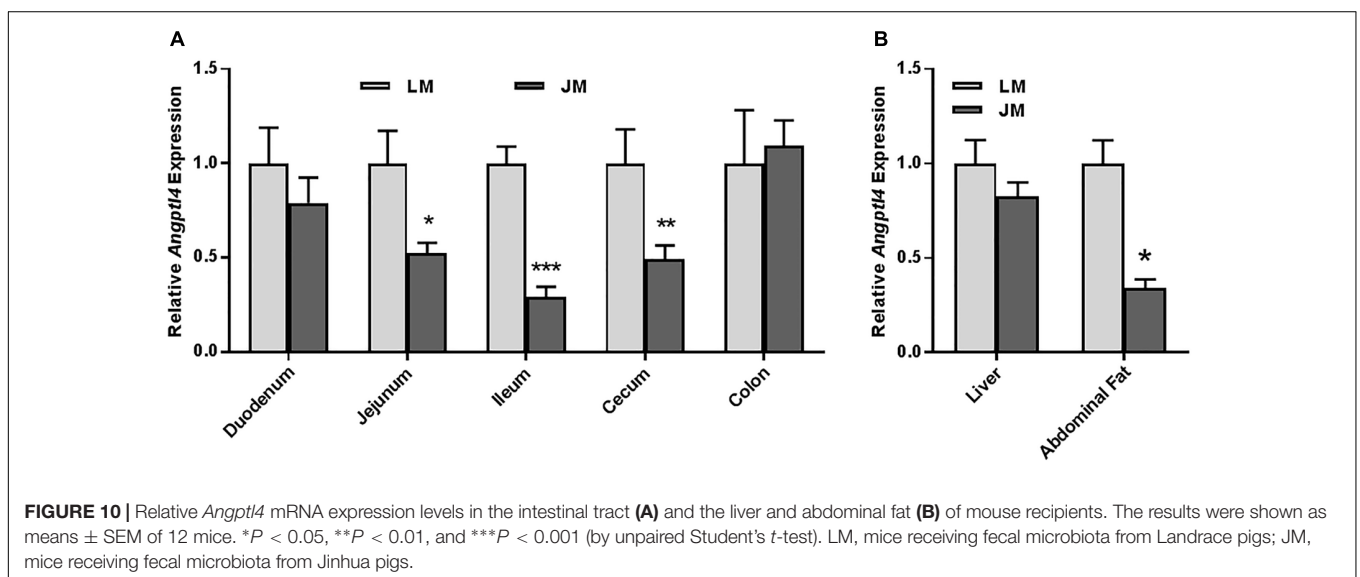 A
Relative Angptl4 Expression
1.5
1.0
0.5
0.0
LM
JM
*
***
**
Duodenum
Jejunum
Ileum
Cecum
Colon
B
Relative Angptl4 Expression
1.5
1.0
0.5
0.0
LM
JM
*
Liver
Abdominal Fat
FIGURE 10 | Relative Angptl4 mRNA expression levels in the intestinal tract (A) and the liver and abdominal fat (B) of mouse recipients. The results were shown as
means ± SEM of 12 mice. *P < 0.05, **P < 0.01, and ***P < 0.001 (by unpaired Student's t-test). LM, mice receiving fecal microbiota from Landrace pigs; JM,
mice receiving fecal microbiota from Jinhua pigs.